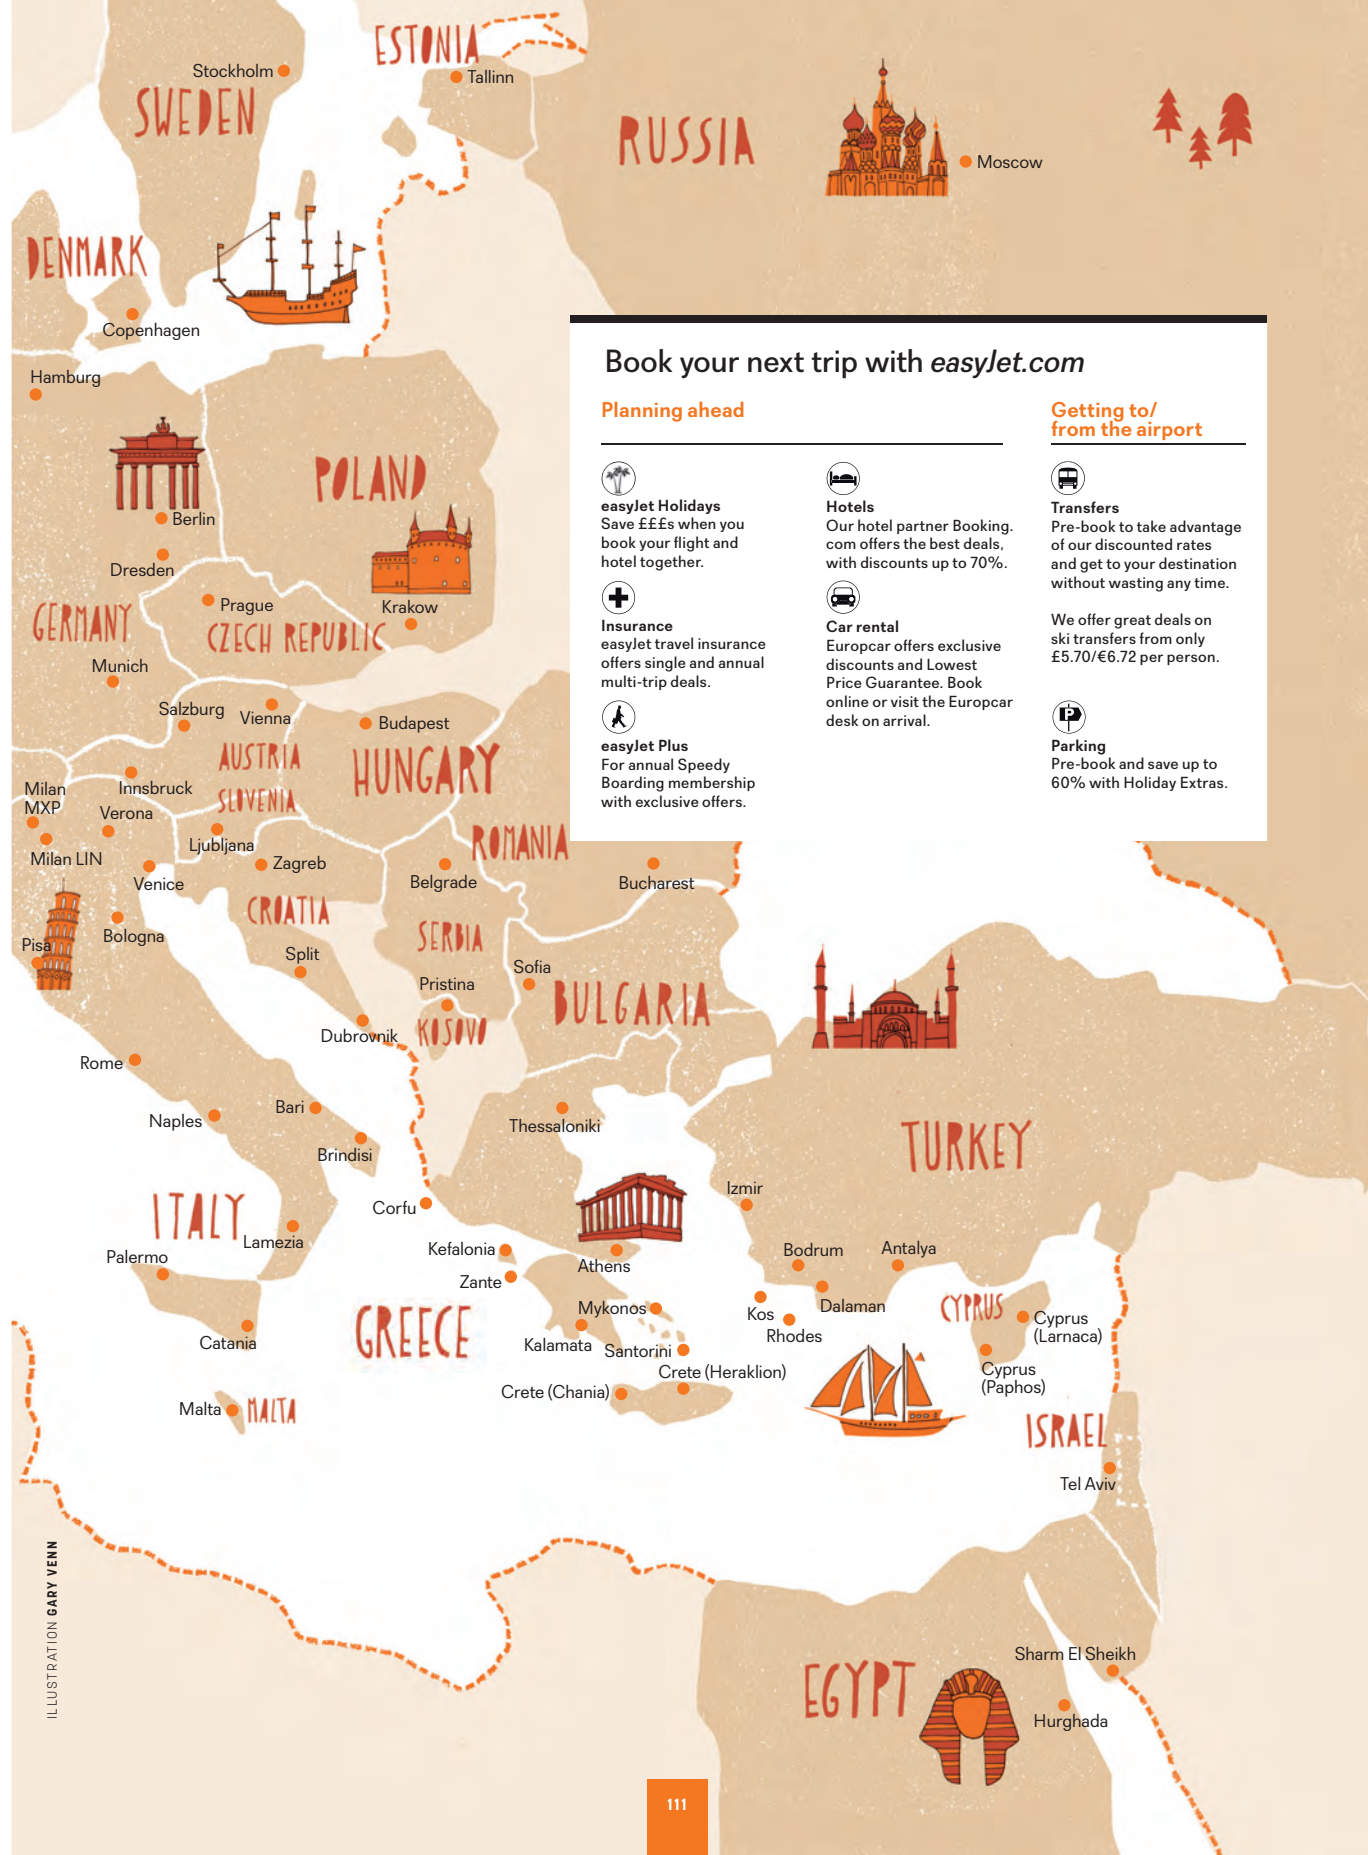 ESTONIA
Stockholm
Tallinn
SWEDEN
RUSSIA
Moscow
DENMARK
Copenhagen
Hamburg
POLAND
Berlin
Dresden
Prague
Krakow
GERMANY
CZECH REPUBLIC
Munich
Salzburg
Vienna
Budapest
AUSTRIA
HUNGARY
Innsbruck
Milan
MXP
SLOVENIA
Verona
ROMANIA
Ljubljana
Milan LIN
Zagreb
Venice
Belgrade
Bucharest
CROATIA
Bologna
Pisa
SERBIA
Split
Sofia
Pristina
BULGARIA
Dubrovnik
KOSOVO
Rome
Naples
Bari
Thessaloniki
Brindisi
TURKEY
Izmir
ITALY
Corfu
Lamezia
Kefalonia
Palermo
Athens
Bodrum
Antalya
Zante
Mykonos
Kos
Dalaman
CYPRUS
Cyprus
(Larnaca)
GREECE
Catania
Kalamata
Santorini
Rhodes
Crete (Heraklion)
Cyprus
(Paphos)
Crete (Chania)
Malta
MALTA
ISRAEL
Tel Aviv
Sharm El Sheikh
EGYPT
Hurghada
Book your next trip with easyJet.com
Planning ahead
easyJet Holidays
Save £££s when you
book your flight and
hotel together.
Insurance
easyJet travel insurance
offers single and annual
multi-trip deals.
easyJet Plus
For annual Speedy
Boarding membership
with exclusive offers.
Hotels
Our hotel partner Booking.
com offers the best deals,
with discounts up to 70%.
Car rental
Europcar offers exclusive
discounts and Lowest
Price Guarantee. Book
online or visit the Europcar
desk on arrival.
Getting to/
from the airport
Transfers
Pre-book to take advantage
of our discounted rates
and get to your destination
without wasting any time.
We offer great deals on
ski transfers from only
£5.70/€6.72 per person.
P
Parking
Pre-book and save up to
60% with Holiday Extras.
ILLUSTRATION GARY VENN
111